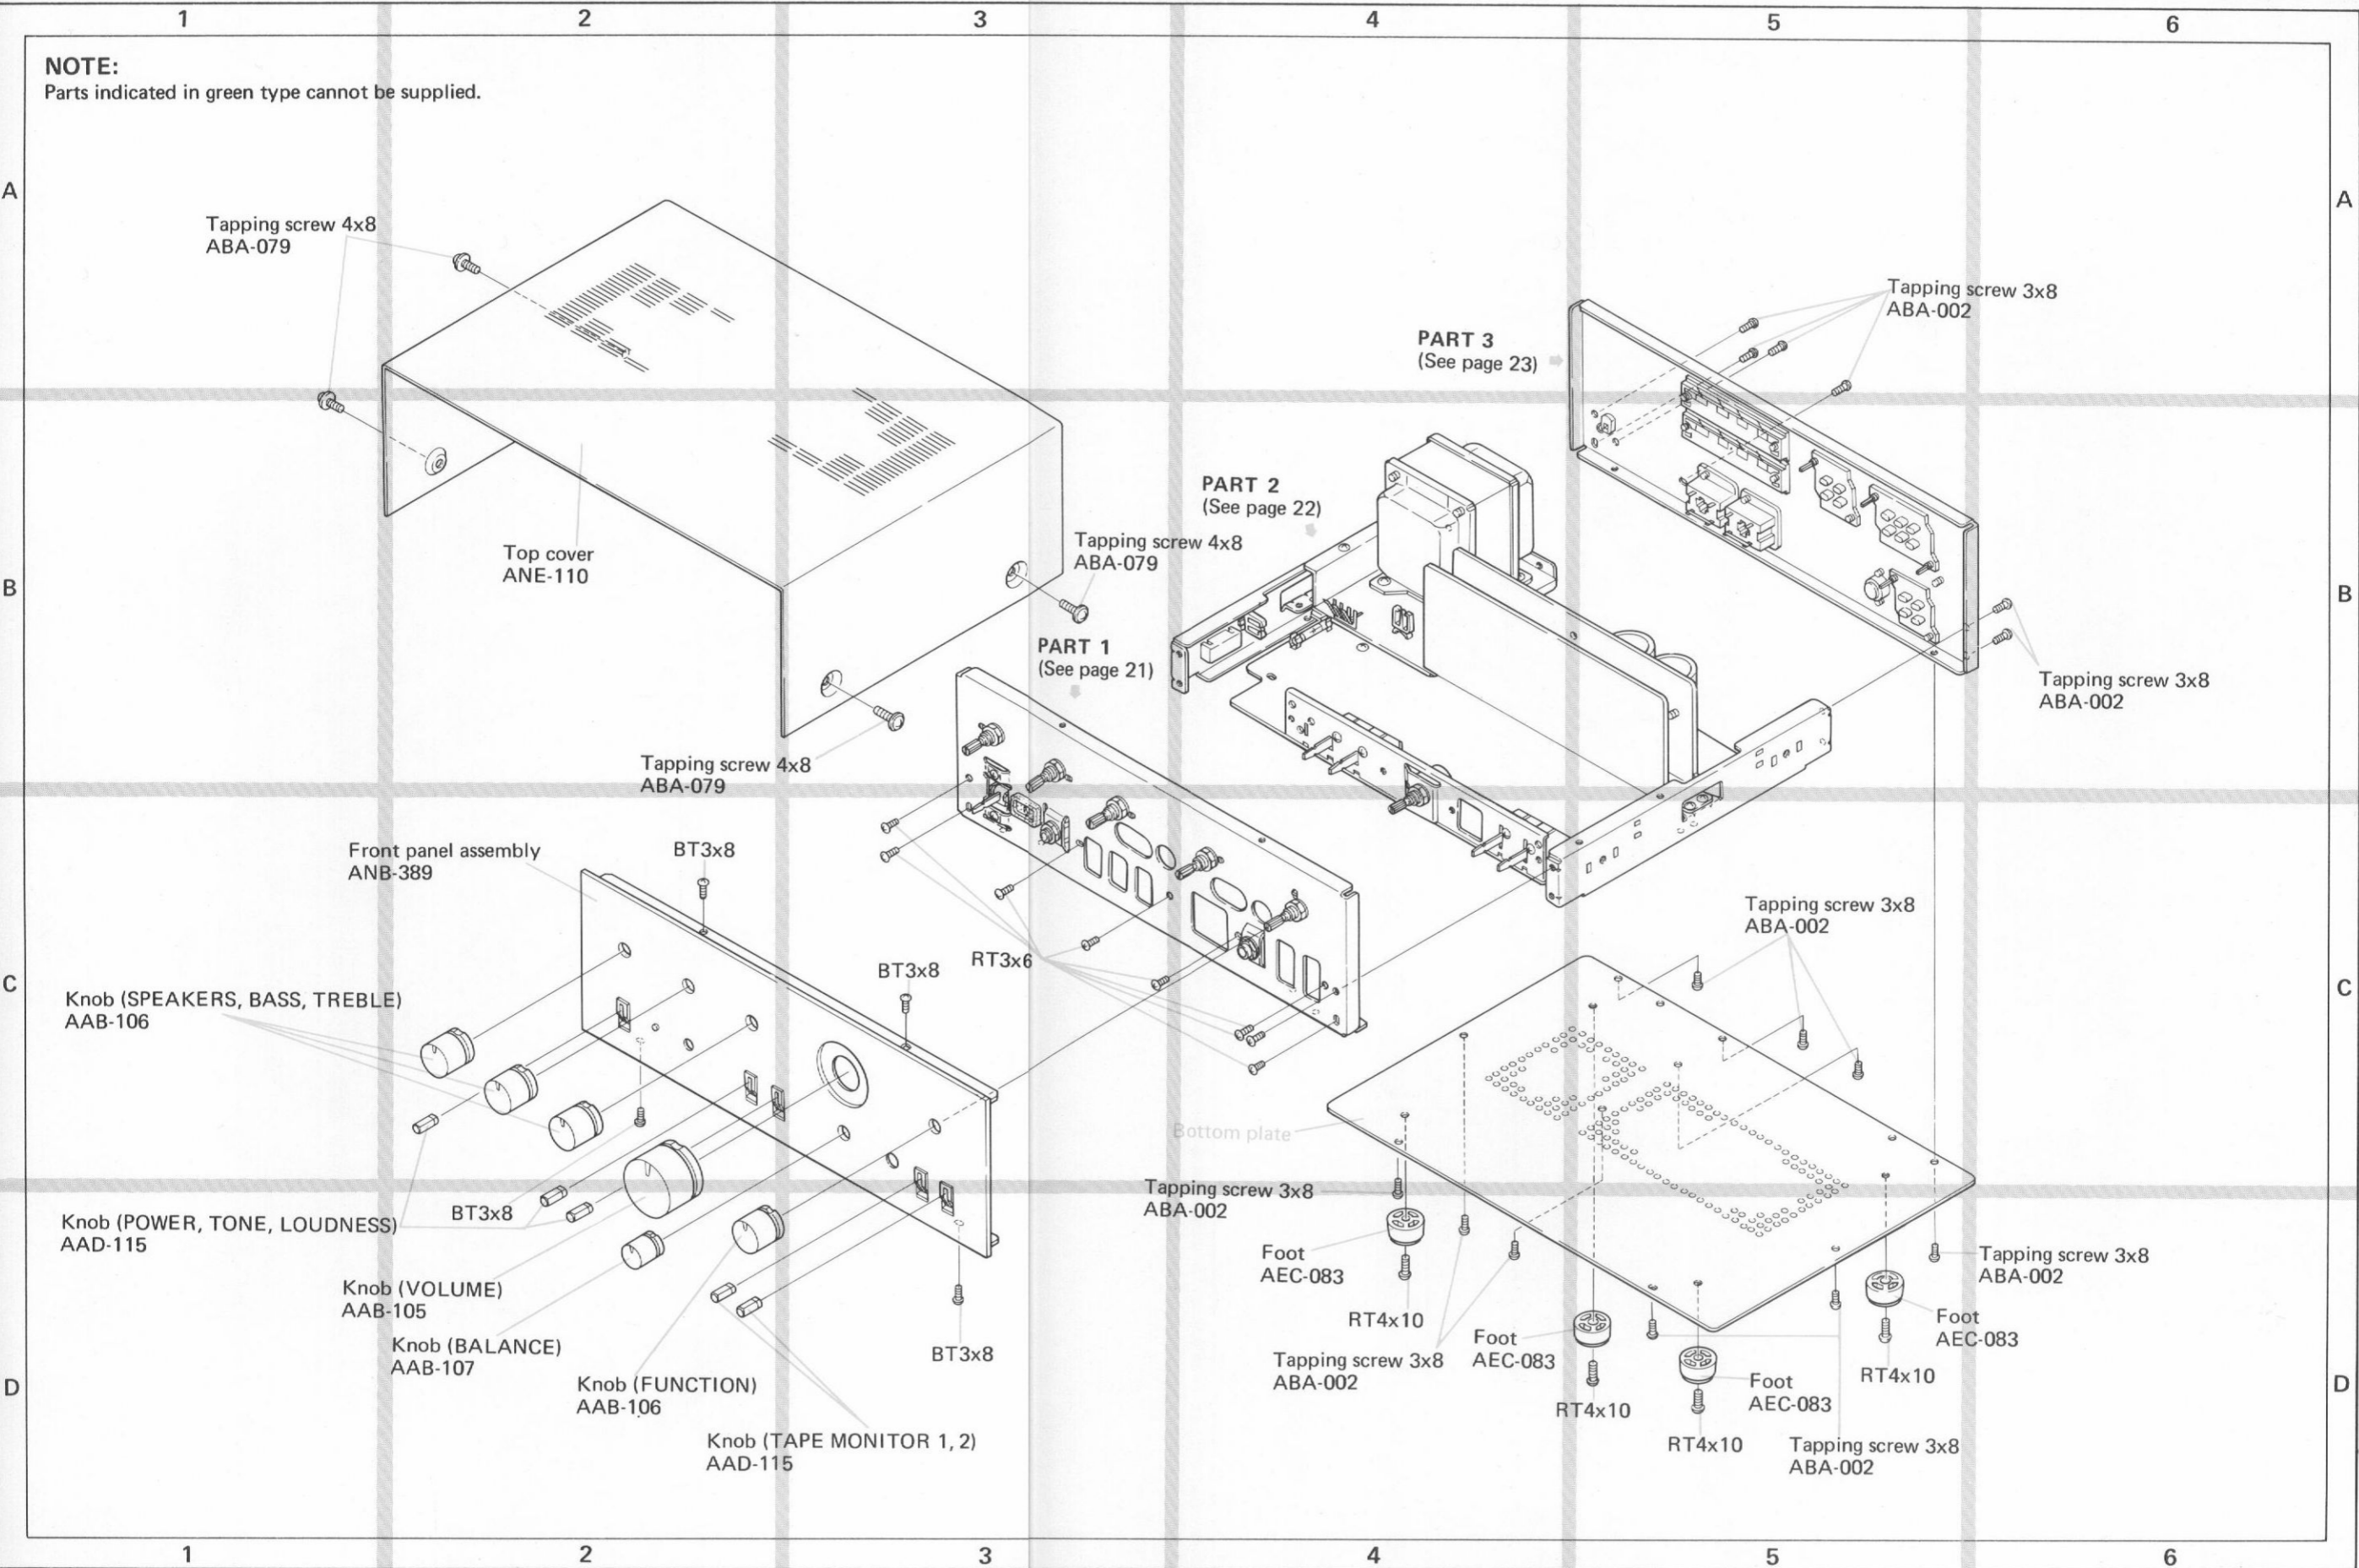 1 2 3 4 5 6
NOTE:
Parts indicated in green type cannot be supplied.
A
A
Tapping screw 4x8
ABA-079
Tapping screw 3x8
ABA-002
PART 3
(See page 23)
PART 2
(See page 22)
Top cover
ANE-110
Tapping screw 4x8
ABA-079
B
B
PART 1
(See page 21)
Tapping screw 3x8
ABA-002
Tapping screw 4x8
ABA-079
Front panel assembly
ANB-389
BT3x8
Tapping screw 3x8
ABA-002
BT3x8
RT3x6
C
C
Knob (SPEAKERS, BASS, TREBLE)
AAB-106
Bottom plate
Tapping screw 3x8
ABA-002
BT3x8
Knob (POWER, TONE, LOUDNESS)
AAD-115
Foot
AEC-083
Tapping screw 3x8
ABA-002
Knob (VOLUME)
AAB-105
RT4x10
Foot
AEC-083
Foot
AEC-083
Knob (BALANCE)
AAB-107
BT3x8
Tapping screw 3x8
ABA-002
RT4x10
D
D
Knob (FUNCTION)
AAB-106
Foot
AEC-083
RT4x10
Knob (TAPE MONITOR 1, 2)
AAD-115
RT4x10
Tapping screw 3x8
ABA-002
1 2 3 4 5 6